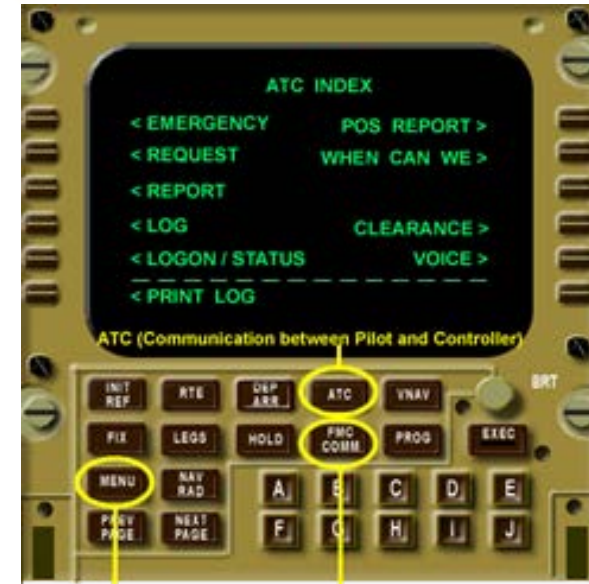 ATC INDEX
< EMERGENCY POS REPORT >
< REQUEST WHEN CAN WE >
< REPORT
< LOG CLEARANCE >
< LOGON / STATUS VOICE >
< PRINT LOG
ATC (Communication between Pilot and Controller)
INIT REF RTE DEP ARR ATC VNAV BRT
FIX LEGS HOLD FMC COMM PROG EXEC
MENU NAV RAD A B C D E
PREV PAGE NEXT PAGE F G H I J